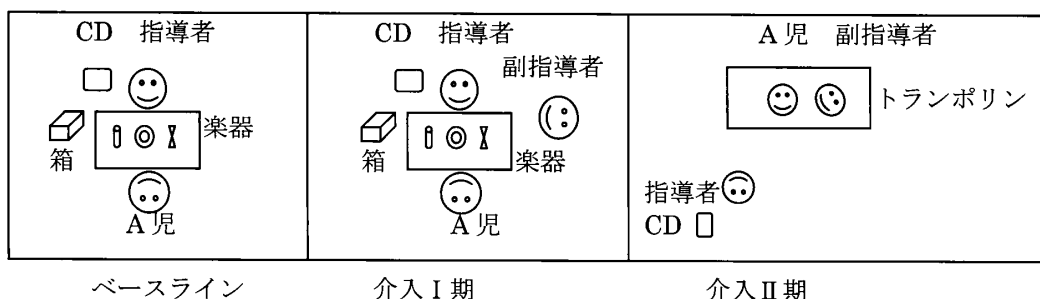 CD 指導者
箱
楽器
A児
CD 指導者
副指導者
箱
楽器
A児
A児 副指導者
トランポリン
指導者
CD
ベースライン
介入Ⅰ期
介入Ⅱ期